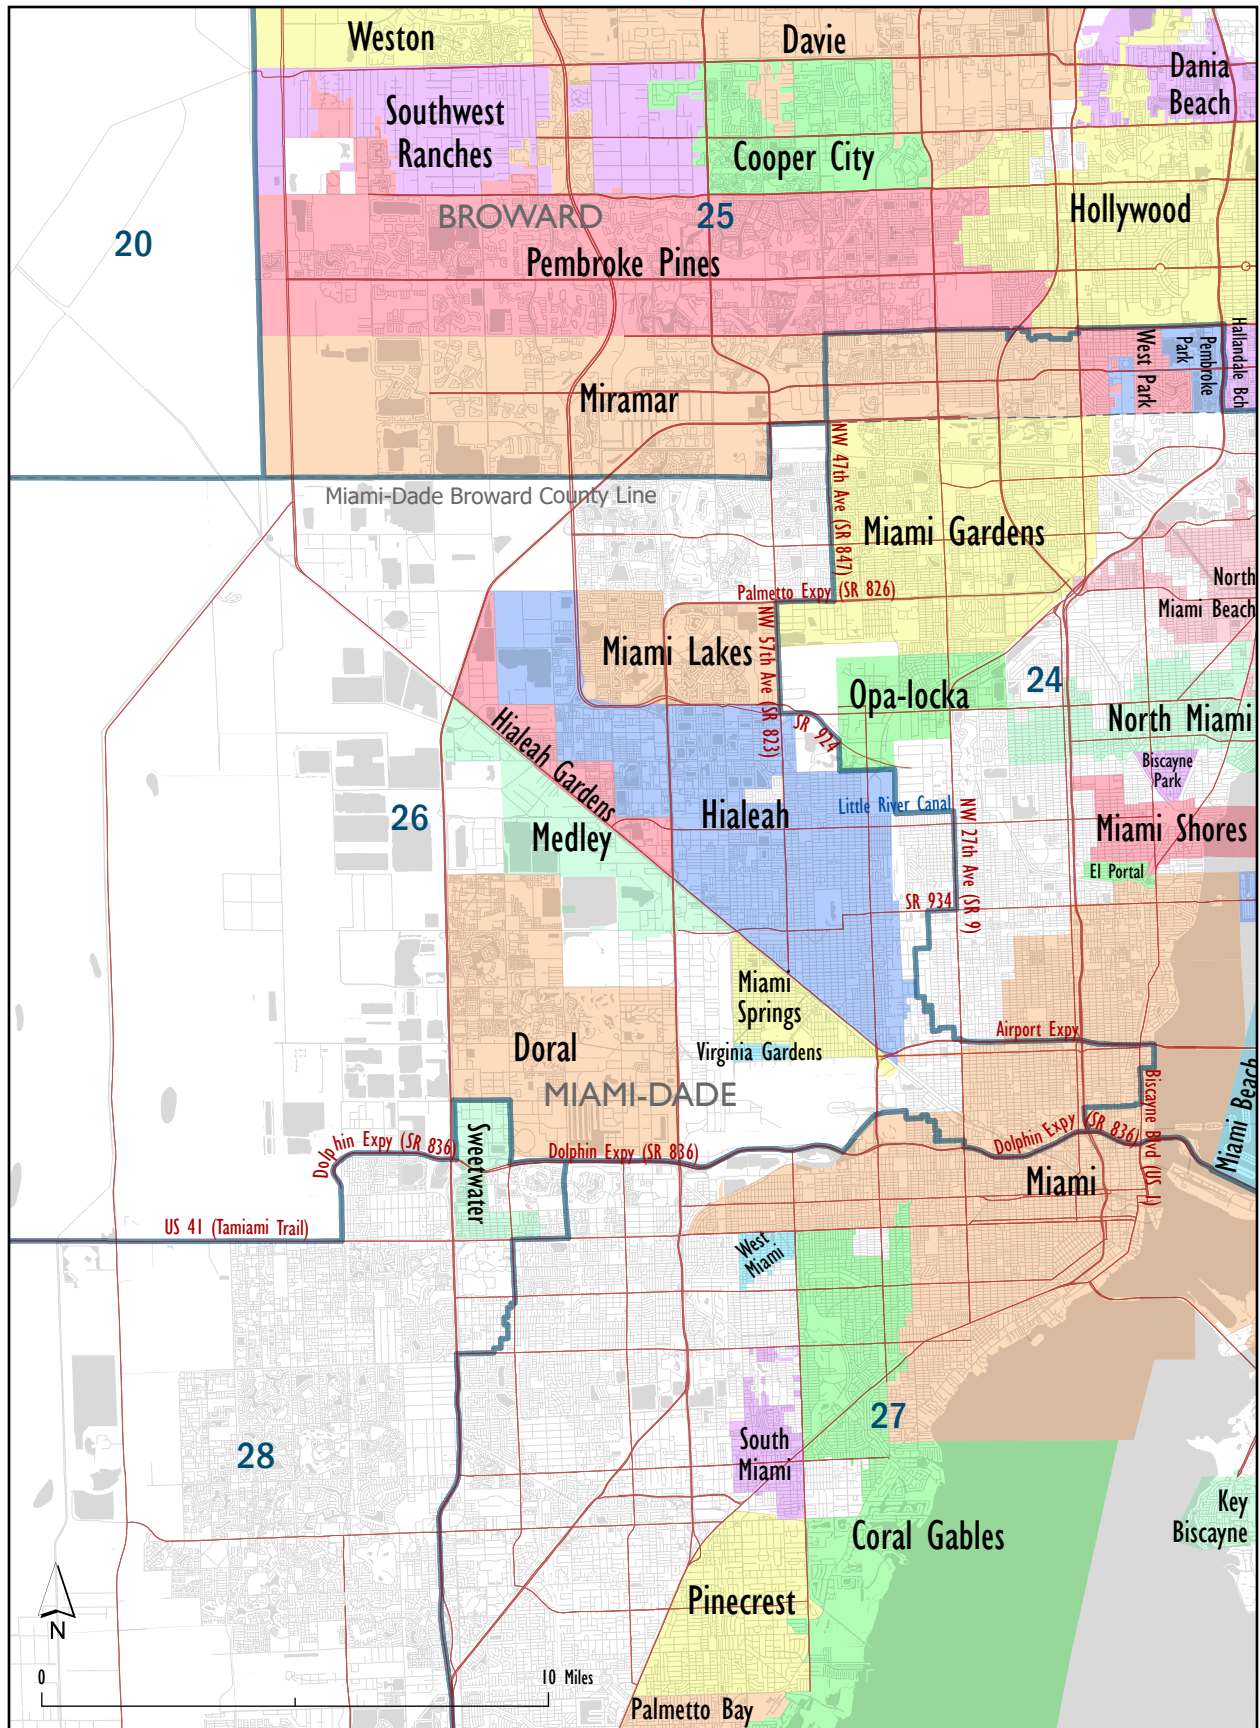 Weston
Davie
Dania
Beach
Southwest
Ranches
Cooper City
Hollywood
BROWARD
25
20
Pembroke Pines
Hallandale Bch
West Park
Pembroke
Park
Miramar
NW 47th Ave (SR 847)
Miami-Dade Broward County Line
Miami Gardens
North
Miami Beach
Palmetto Expy (SR 826)
NW 57th Ave (SR 823)
Miami Lakes
24
Opa-locka
SR 924
North Miami
Hialeah Gardens
Biscayne
Park
26
Hialeah
Little River Canal
NW 27th Ave (SR 9)
Medley
Miami Shores
El Portal
SR 934
Miami
Springs
Airport Expy
Doral
Virginia Gardens
MIAMI-DADE
Biscayne Blvd (US 1)
Miami Beach
Dolphin Expy (SR 836)
Sweetwater
Dolphin Expy (SR 836)
Dolphin Expy (SR 836)
Miami
US 41 (Tamiami Trail)
West
Miami
27
28
South
Miami
Key
Biscayne
Coral Gables
Pinecrest
N
0
10 Miles
Palmetto Bay